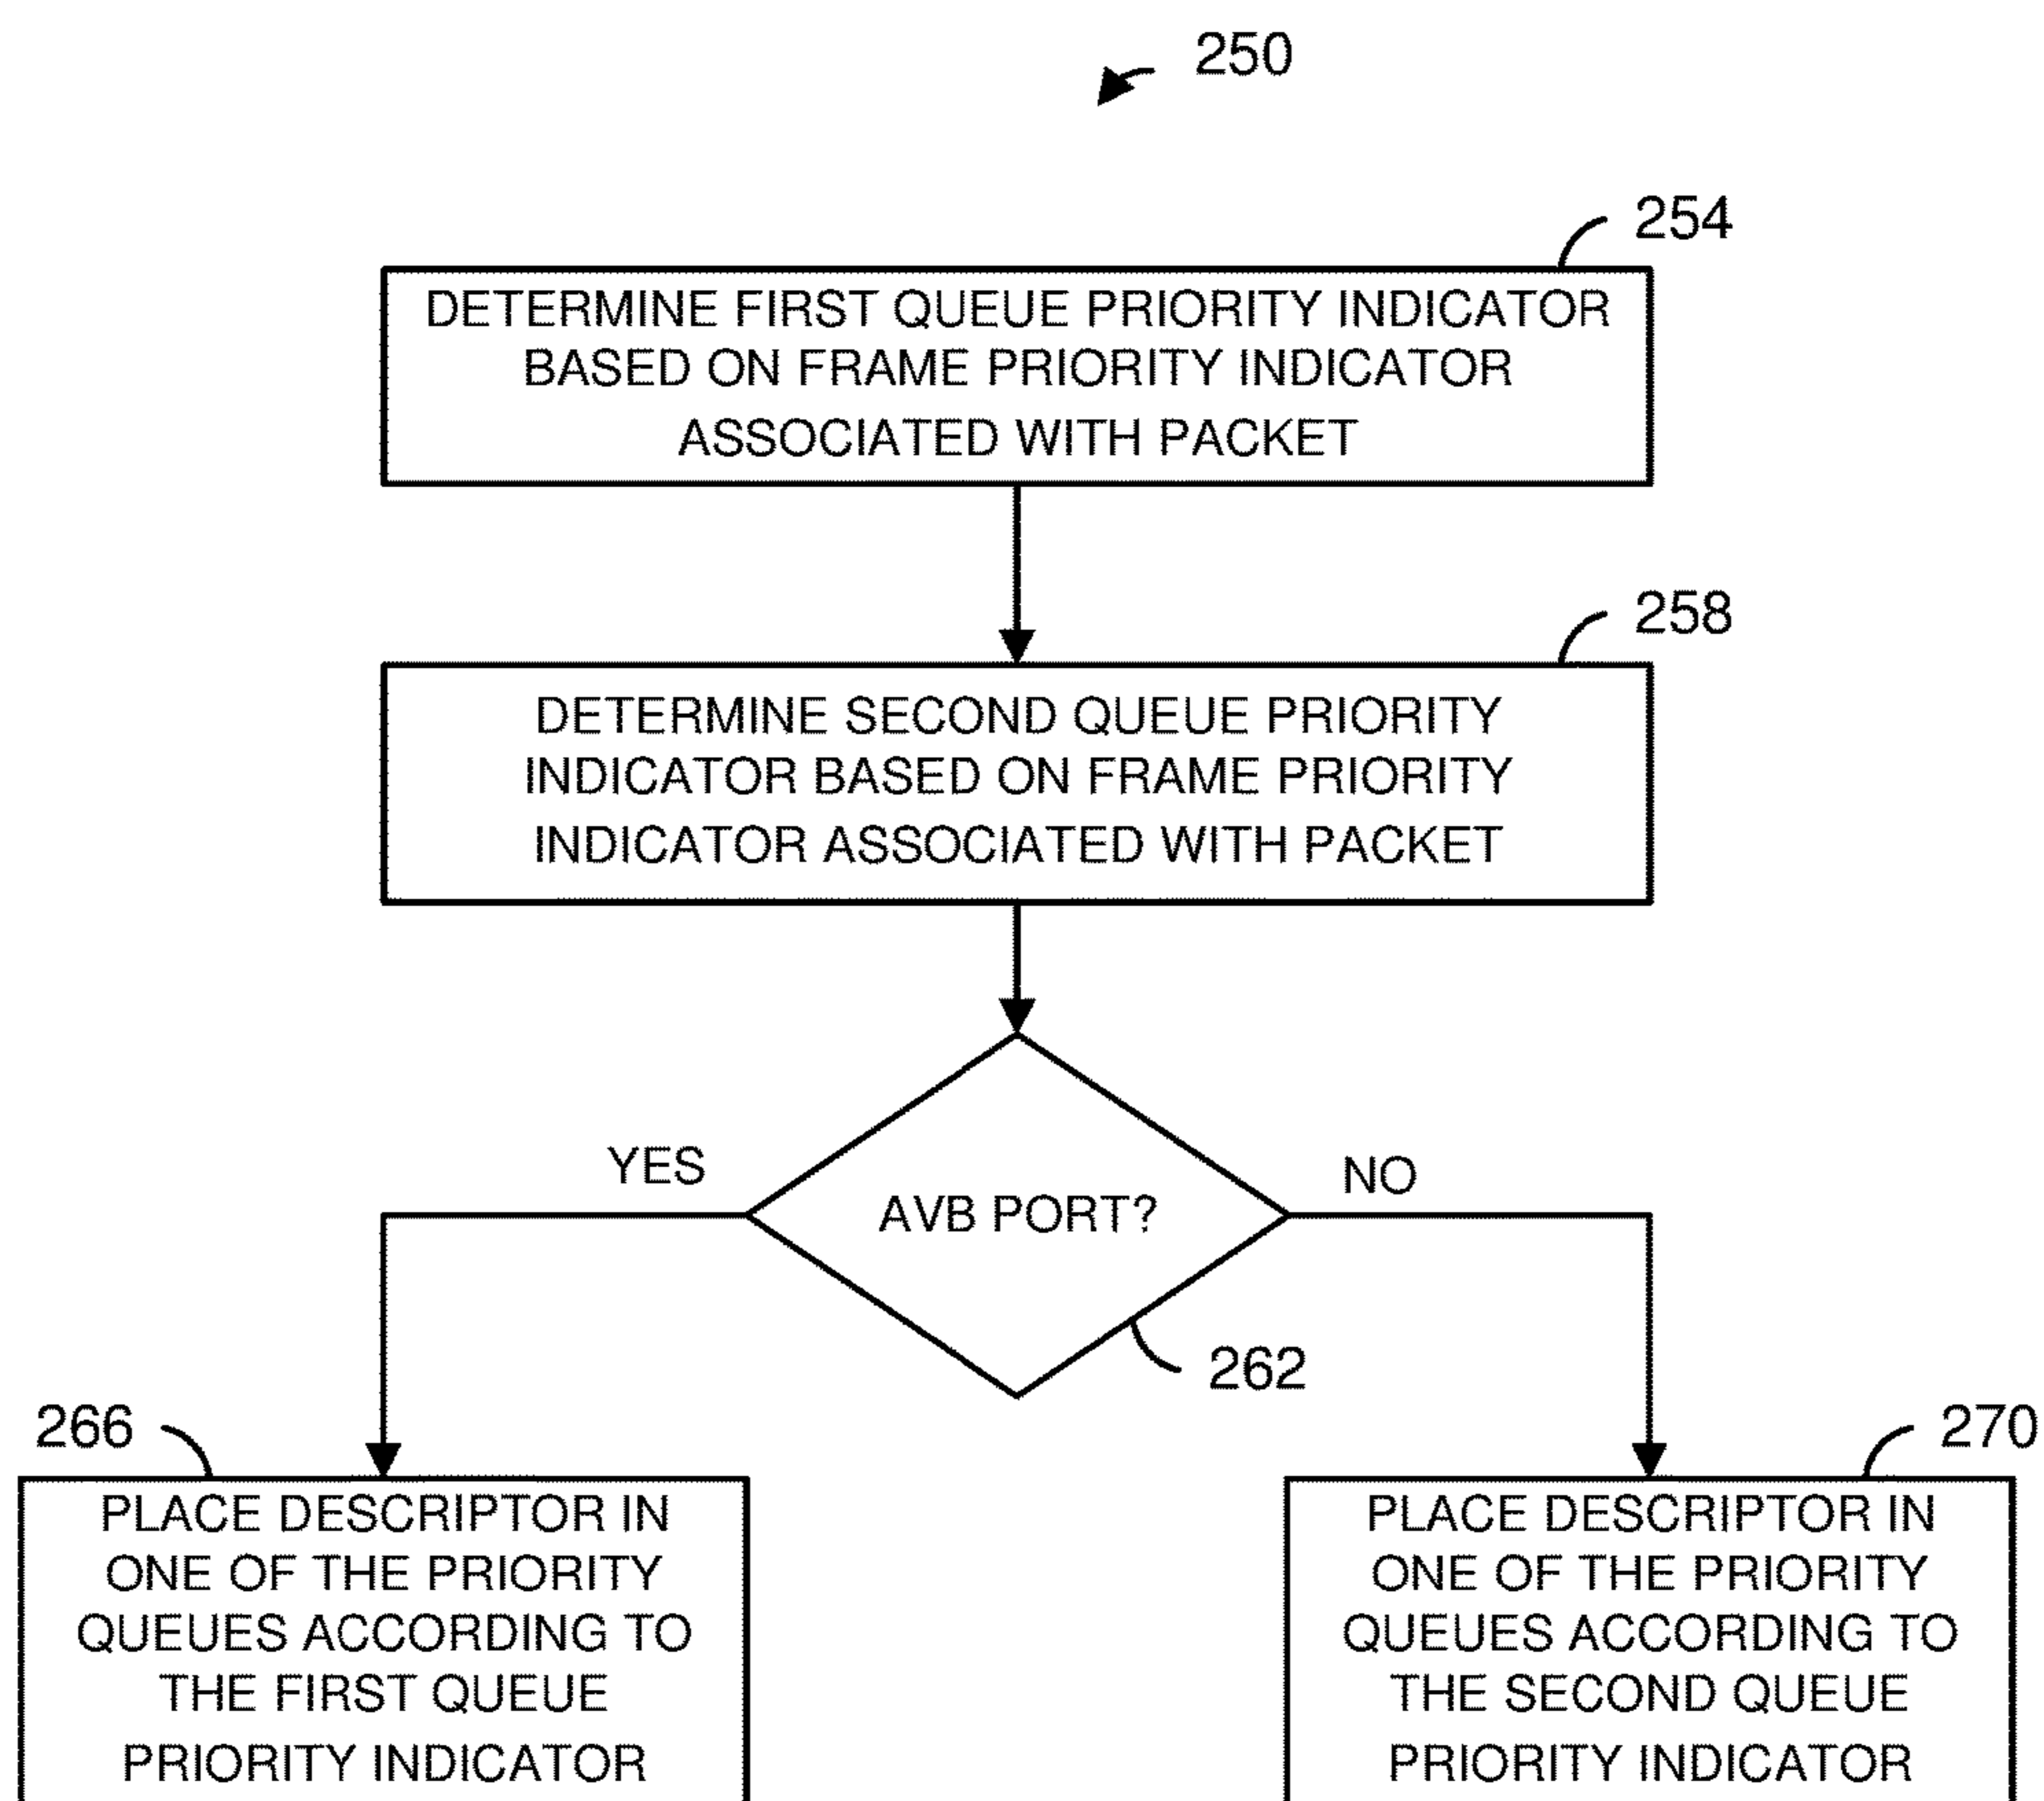 250
254
DETERMINE FIRST QUEUE PRIORITY INDICATOR
BASED ON FRAME PRIORITY INDICATOR
ASSOCIATED WITH PACKET
258
DETERMINE SECOND QUEUE PRIORITY
INDICATOR BASED ON FRAME PRIORITY
INDICATOR ASSOCIATED WITH PACKET
YES
NO
AVB PORT?
262
266
270
PLACE DESCRIPTOR IN
ONE OF THE PRIORITY
QUEUES ACCORDING TO
THE FIRST QUEUE
PRIORITY INDICATOR
PLACE DESCRIPTOR IN
ONE OF THE PRIORITY
QUEUES ACCORDING TO
THE SECOND QUEUE
PRIORITY INDICATOR